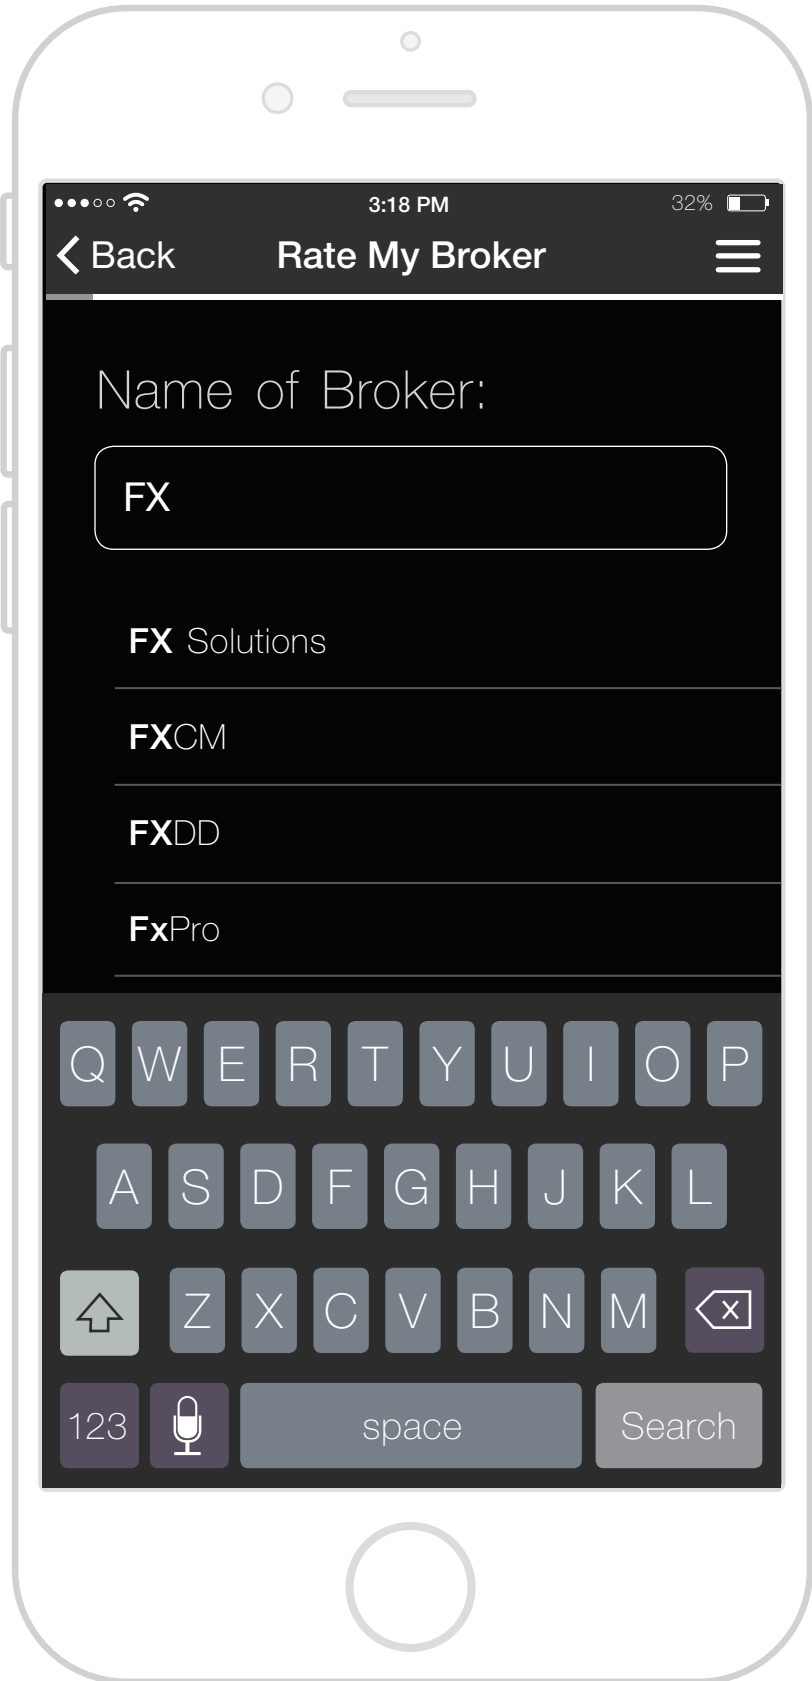 3:18 PM 32%
Back Rate My Broker
Name of Broker:
FX
FX Solutions
FXCM
FXDD
FxPro
Q W E R T Y U I O P
A S D F G H J K L
Z X C V B N M
123 space Search